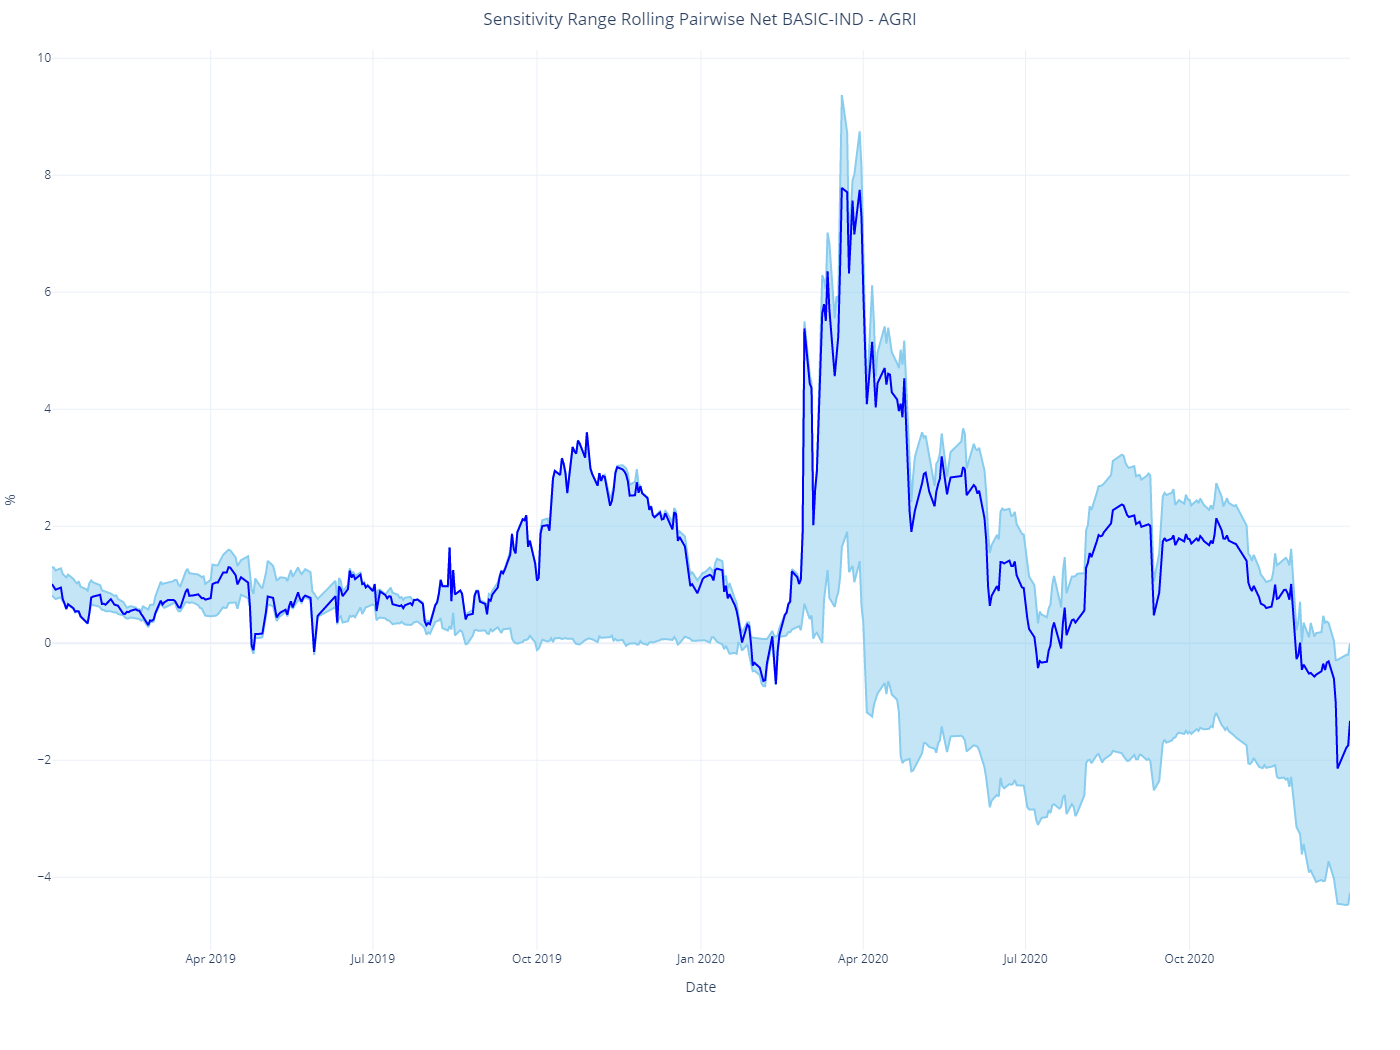 Sensitivity Range Rolling Pairwise Net BASIC-IND - AGRI
10
8
6
4
2
0
−2
−4
%
Apr 2019
Jul 2019
Oct 2019
Jan 2020
Apr 2020
Jul 2020
Oct 2020
Date